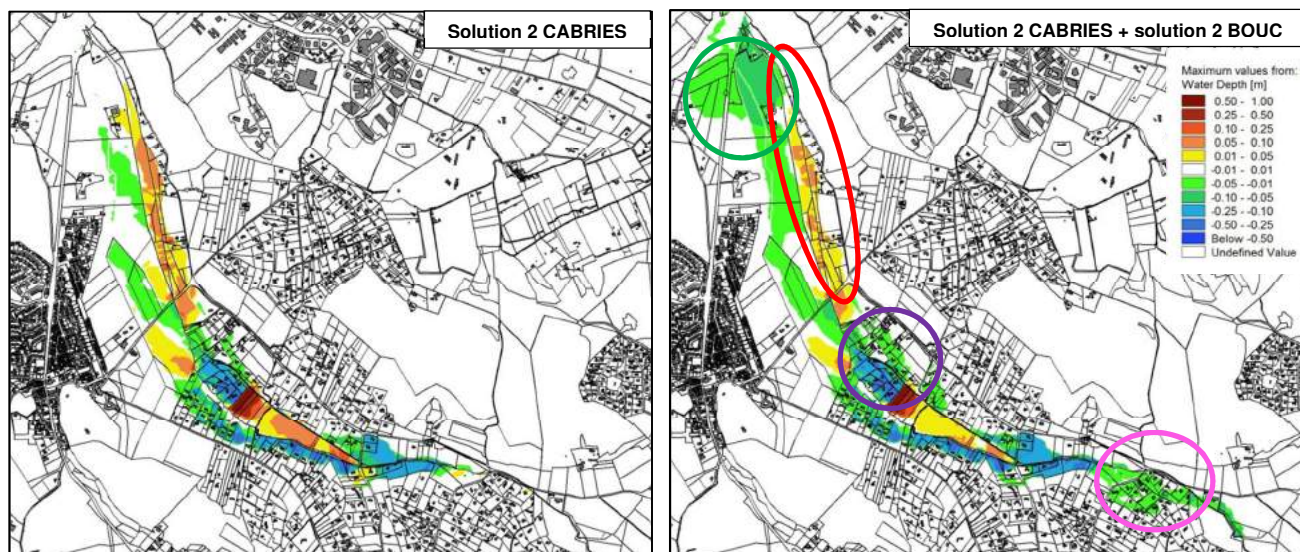 Solution 2 CABRIES
Solution 2 CABRIES + solution 2 BOUC
Maximum values from:
Water Depth [m]
0.50 - 1.00
0.25 - 0.50
0.10 - 0.25
0.05 - 0.10
0.01 - 0.05
-0.01 - 0.01
-0.05 - -0.01
-0.10 - -0.05
-0.25 - -0.10
-0.50 - -0.25
Below -0.50
Undefined Value